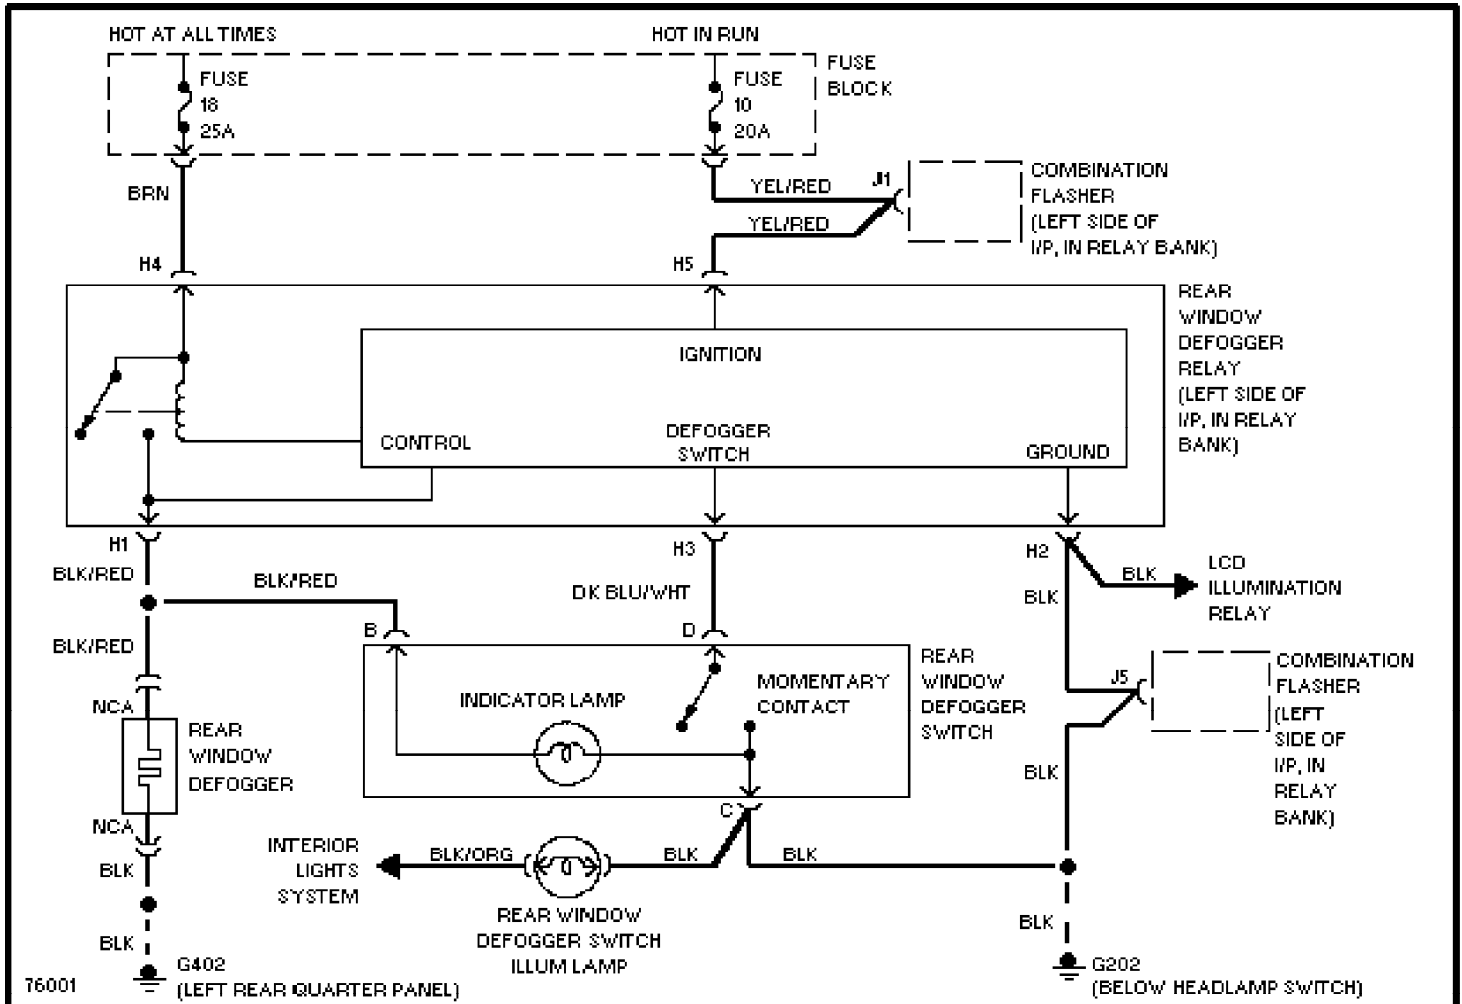 HOT AT ALL TIMES
HOT IN RUN
FUSE
18
25A
FUSE
10
20A
FUSE
BLOCK
BRN
YEL/RED
YEL/RED
J11
COMBINATION
FLASHER
(LEFT SIDE OF
I/P, IN RELAY BANK)
H4
H5
REAR
WINDOW
DEFOGGER
RELAY
(LEFT SIDE OF
I/P, IN RELAY
BANK)
IGNITION
CONTROL
DEFOGGER
SWITCH
GROUND
H1
H3
H2
BLK/RED
BLK/RED
DK BLU/WHT
BLK
BLK
LCD
ILLUMINATION
RELAY
BLK/RED
B
D
INDICATOR LAMP
MOMENTARY
CONTACT
REAR
WINDOW
DEFOGGER
SWITCH
J5
COMBINATION
FLASHER
(LEFT
SIDE OF
I/P, IN
RELAY
BANK)
NCA
REAR
WINDOW
DEFOGGER
NCA
BLK
C
BLK
INTERIOR
LIGHTS
SYSTEM
BLK/ORG
BLK
BLK
REAR WINDOW
DEFOGGER SWITCH
ILLUM LAMP
BLK
BLK
G402
(LEFT REAR QUARTER PANEL)
G202
(BELOW HEADLAMP SWITCH)
76001